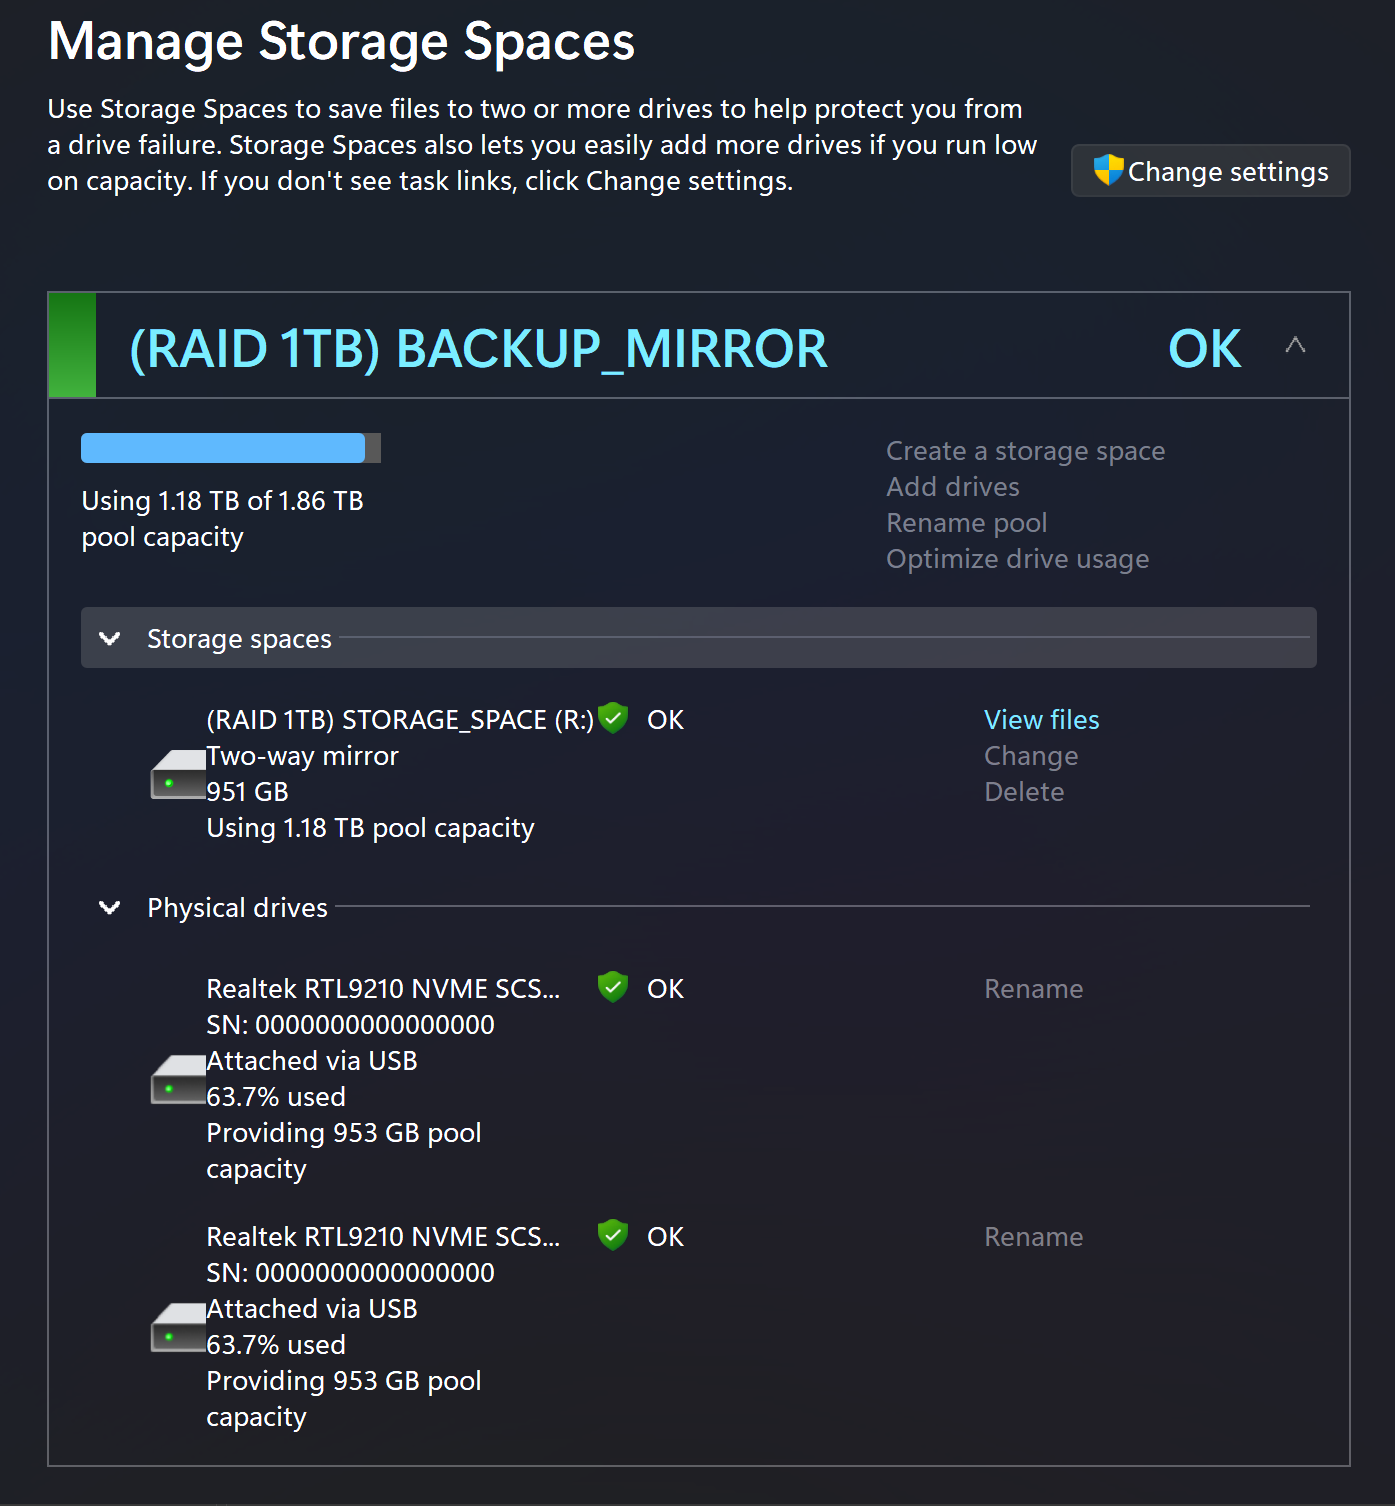 Manage Storage Spaces
Use Storage Spaces to save files to two or more drives to help protect you from
a drive failure. Storage Spaces also lets you easily add more drives if you run low
on capacity. If you don't see task links, click Change settings.
Change settings
(RAID 1TB) BACKUP_MIRROR OK
Using 1.18 TB of 1.86 TB
pool capacity
Create a storage space
Add drives
Rename pool
Optimize drive usage
Storage spaces
(RAID 1TB) STORAGE_SPACE (R:) OK View files
Two-way mirror Change
951 GB Delete
Using 1.18 TB pool capacity
Physical drives
Realtek RTL9210 NVME SCS... OK Rename
SN: 0000000000000000
Attached via USB
63.7% used
Providing 953 GB pool
capacity
Realtek RTL9210 NVME SCS... OK Rename
SN: 0000000000000000
Attached via USB
63.7% used
Providing 953 GB pool
capacity